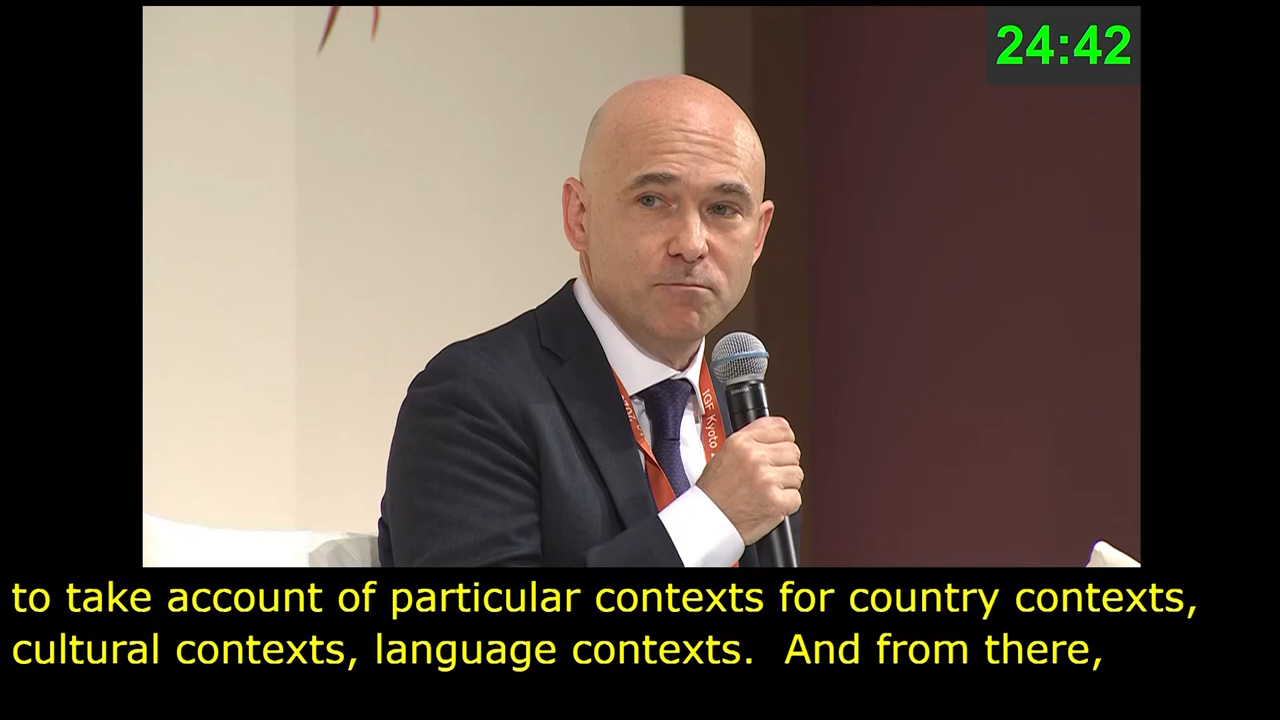 24:42
IGF Kyoto
to take account of particular contexts for country contexts,
cultural contexts, language contexts.  And from there,